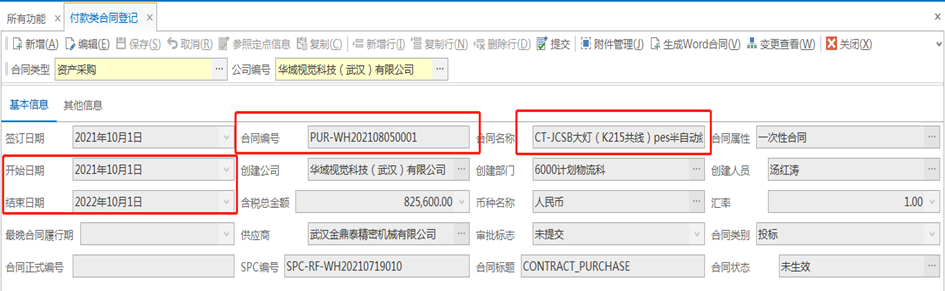 所有功能 × 付款类合同登记 ×
新增(A) 编辑(E) 保存(S) 取消(R) 参照定点信息 复制(C) 新增行(I) 复制行(N) 删除行(D) 提交 附件管理(J) 生成Word合同(V) 变更查看(W) 关闭(X)
合同类型 资产采购 ... 公司编号 华域视觉科技（武汉）有限公司 ...
基本信息 其他信息
签订日期 2021年10月1日 合同编号 PUR-WH202108050001 合同名称 CT-JCSB大灯（K215共线）pes半自动 合同属性 一次性合同 ...
开始日期 2021年10月1日 创建公司 华域视觉科技（武汉）有限公司 ... 创建部门 6000计划物流科 ... 创建人员 汤红涛 ...
结束日期 2022年10月1日 含税总金额 825,600.00 币种名称 人民币 ... 汇率 1.00
最晚合同履行期 供应商 武汉金鼎泰精密机械有限公司 ... 审批标志 未提交 合同类别 投标
合同正式编号 SPC编号 SPC-RF-WH20210719010 合同标题 CONTRACT_PURCHASE 合同状态 未生效 ...